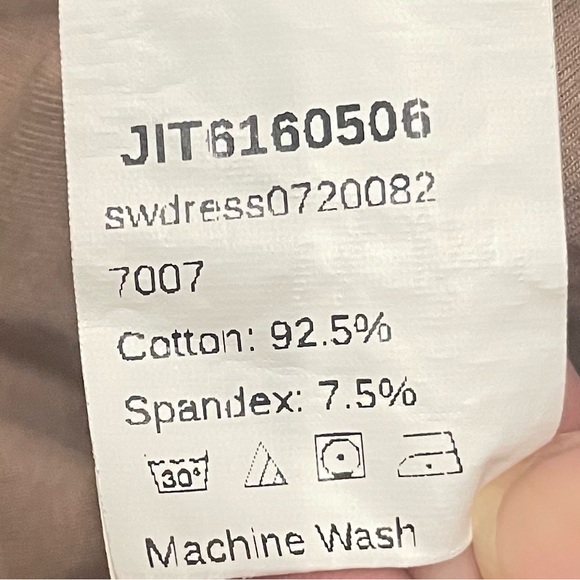 JIT6160506
swdress0720082
7007
Cotton: 92.5%
Spandex: 7.5%
30°
Machine Wash